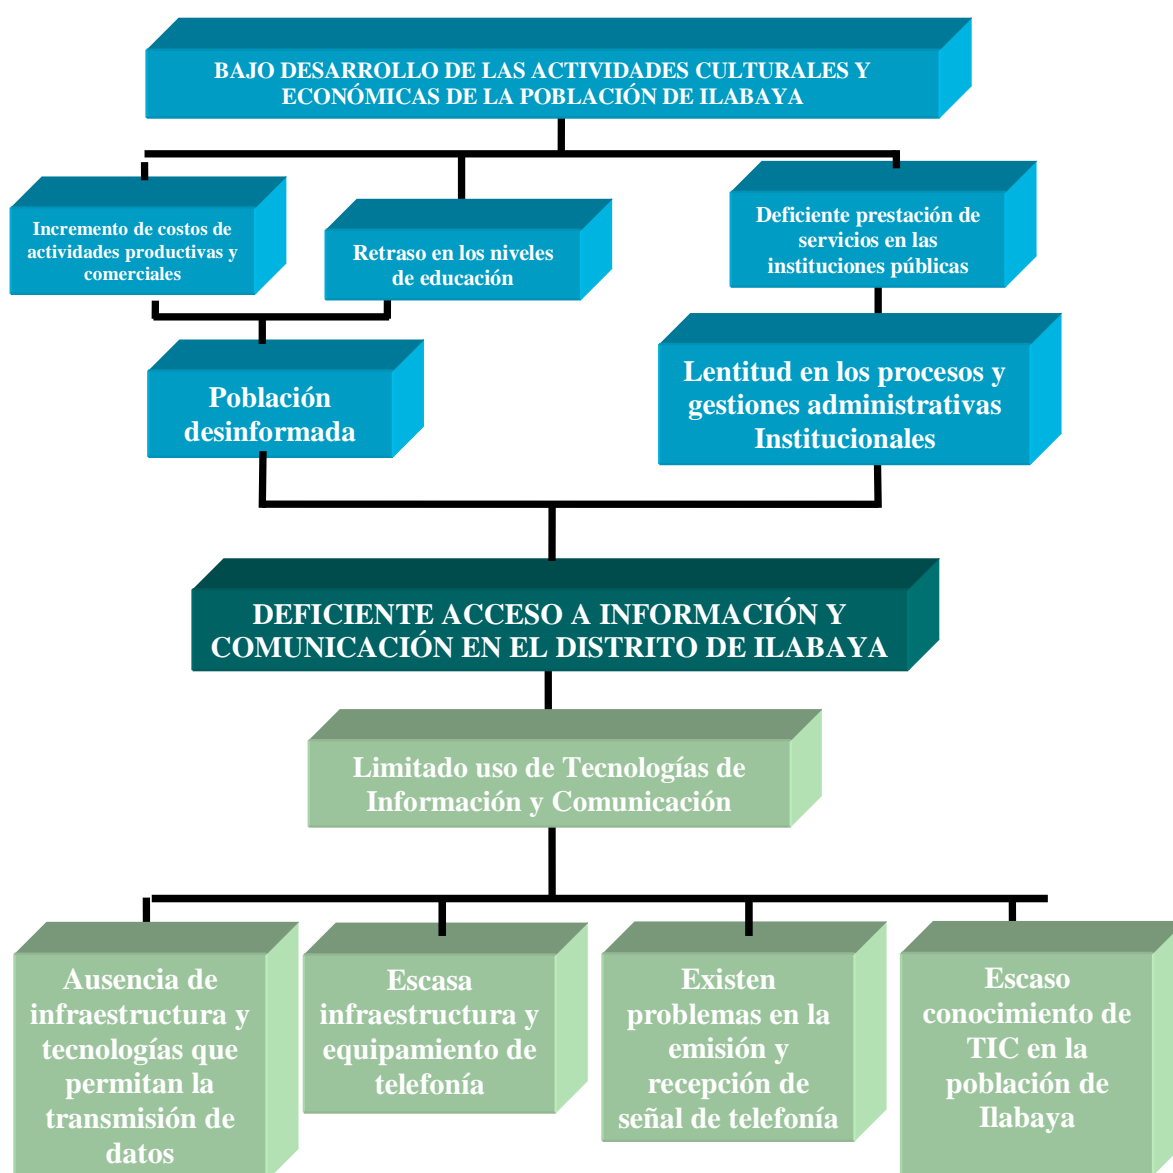 BAJO DESARROLLO DE LAS ACTIVIDADES CULTURALES Y
ECONÓMICAS DE LA POBLACIÓN DE ILABAYA
Incremento de costos de
actividades productivas y
comerciales
Retraso en los niveles
de educación
Deficiente prestación de
servicios en las
instituciones públicas
Población
desinformada
Lentitud en los procesos y
gestiones administrativas
Institucionales
DEFICIENTE ACCESO A INFORMACIÓN Y
COMUNICACIÓN EN EL DISTRITO DE ILABAYA
Limitado uso de Tecnologías de
Información y Comunicación
Ausencia de
infraestructura y
tecnologías que
permitan la
transmisión de
datos
Escasa
infraestructura y
equipamiento de
telefonía
Existen
problemas en la
emisión y
recepción de
señal de telefonía
Escaso
conocimiento de
TIC en la
población de
Ilabaya